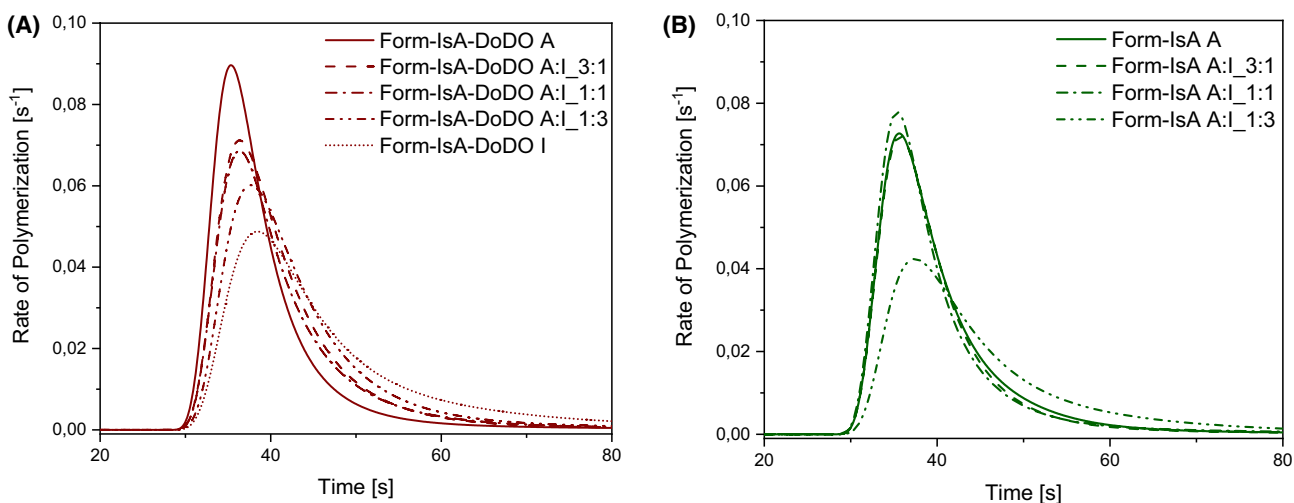 (A)
0,10
0,08
0,06
0,04
0,02
0,00
Rate of Polymerization [s-1]
20
40
60
80
Time [s]
Form-IsA-DoDO A
Form-IsA-DoDO A:I_3:1
Form-IsA-DoDO A:I_1:1
Form-IsA-DoDO A:I_1:3
Form-IsA-DoDO I
(B)
0,10
0,08
0,06
0,04
0,02
0,00
Rate of Polymerization [s-1]
20
40
60
80
Time [s]
Form-IsA A
Form-IsA A:I_3:1
Form-IsA A:I_1:1
Form-IsA A:I_1:3